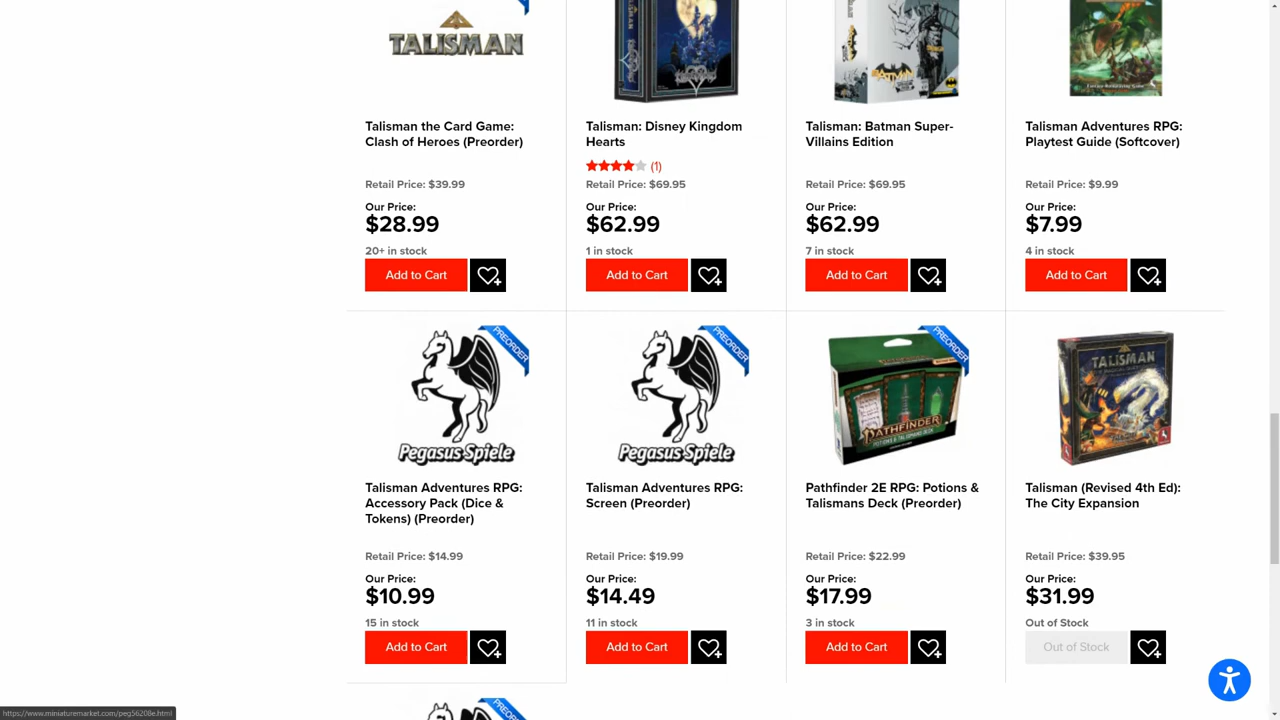 TALISMAN
BATMAN
Talisman the Card Game:
Clash of Heroes (Preorder)
Talisman: Disney Kingdom
Hearts
Talisman: Batman Super-
Villains Edition
Talisman Adventures RPG:
Playtest Guide (Softcover)
(1)
Retail Price: $39.99
Retail Price: $69.95
Retail Price: $69.95
Retail Price: $9.99
Our Price:
Our Price:
Our Price:
Our Price:
$28.99
$62.99
$62.99
$7.99
20+ in stock
1 in stock
7 in stock
4 in stock
Add to Cart
Add to Cart
Add to Cart
Add to Cart
PREORDER
Pegasus Spiele
PREORDER
Pegasus Spiele
PREORDER
PATHFINDER
TALISMAN
Talisman Adventures RPG:
Accessory Pack (Dice &
Tokens) (Preorder)
Talisman Adventures RPG:
Screen (Preorder)
Pathfinder 2E RPG: Potions &
Talismans Deck (Preorder)
Talisman (Revised 4th Ed):
The City Expansion
Retail Price: $14.99
Retail Price: $19.99
Retail Price: $22.99
Retail Price: $39.95
Our Price:
Our Price:
Our Price:
Our Price:
$10.99
$14.49
$17.99
$31.99
15 in stock
11 in stock
3 in stock
Out of Stock
Add to Cart
Add to Cart
Add to Cart
Out of Stock
PREORDER
https://www.miniaturemarket.com/peg56208e.html